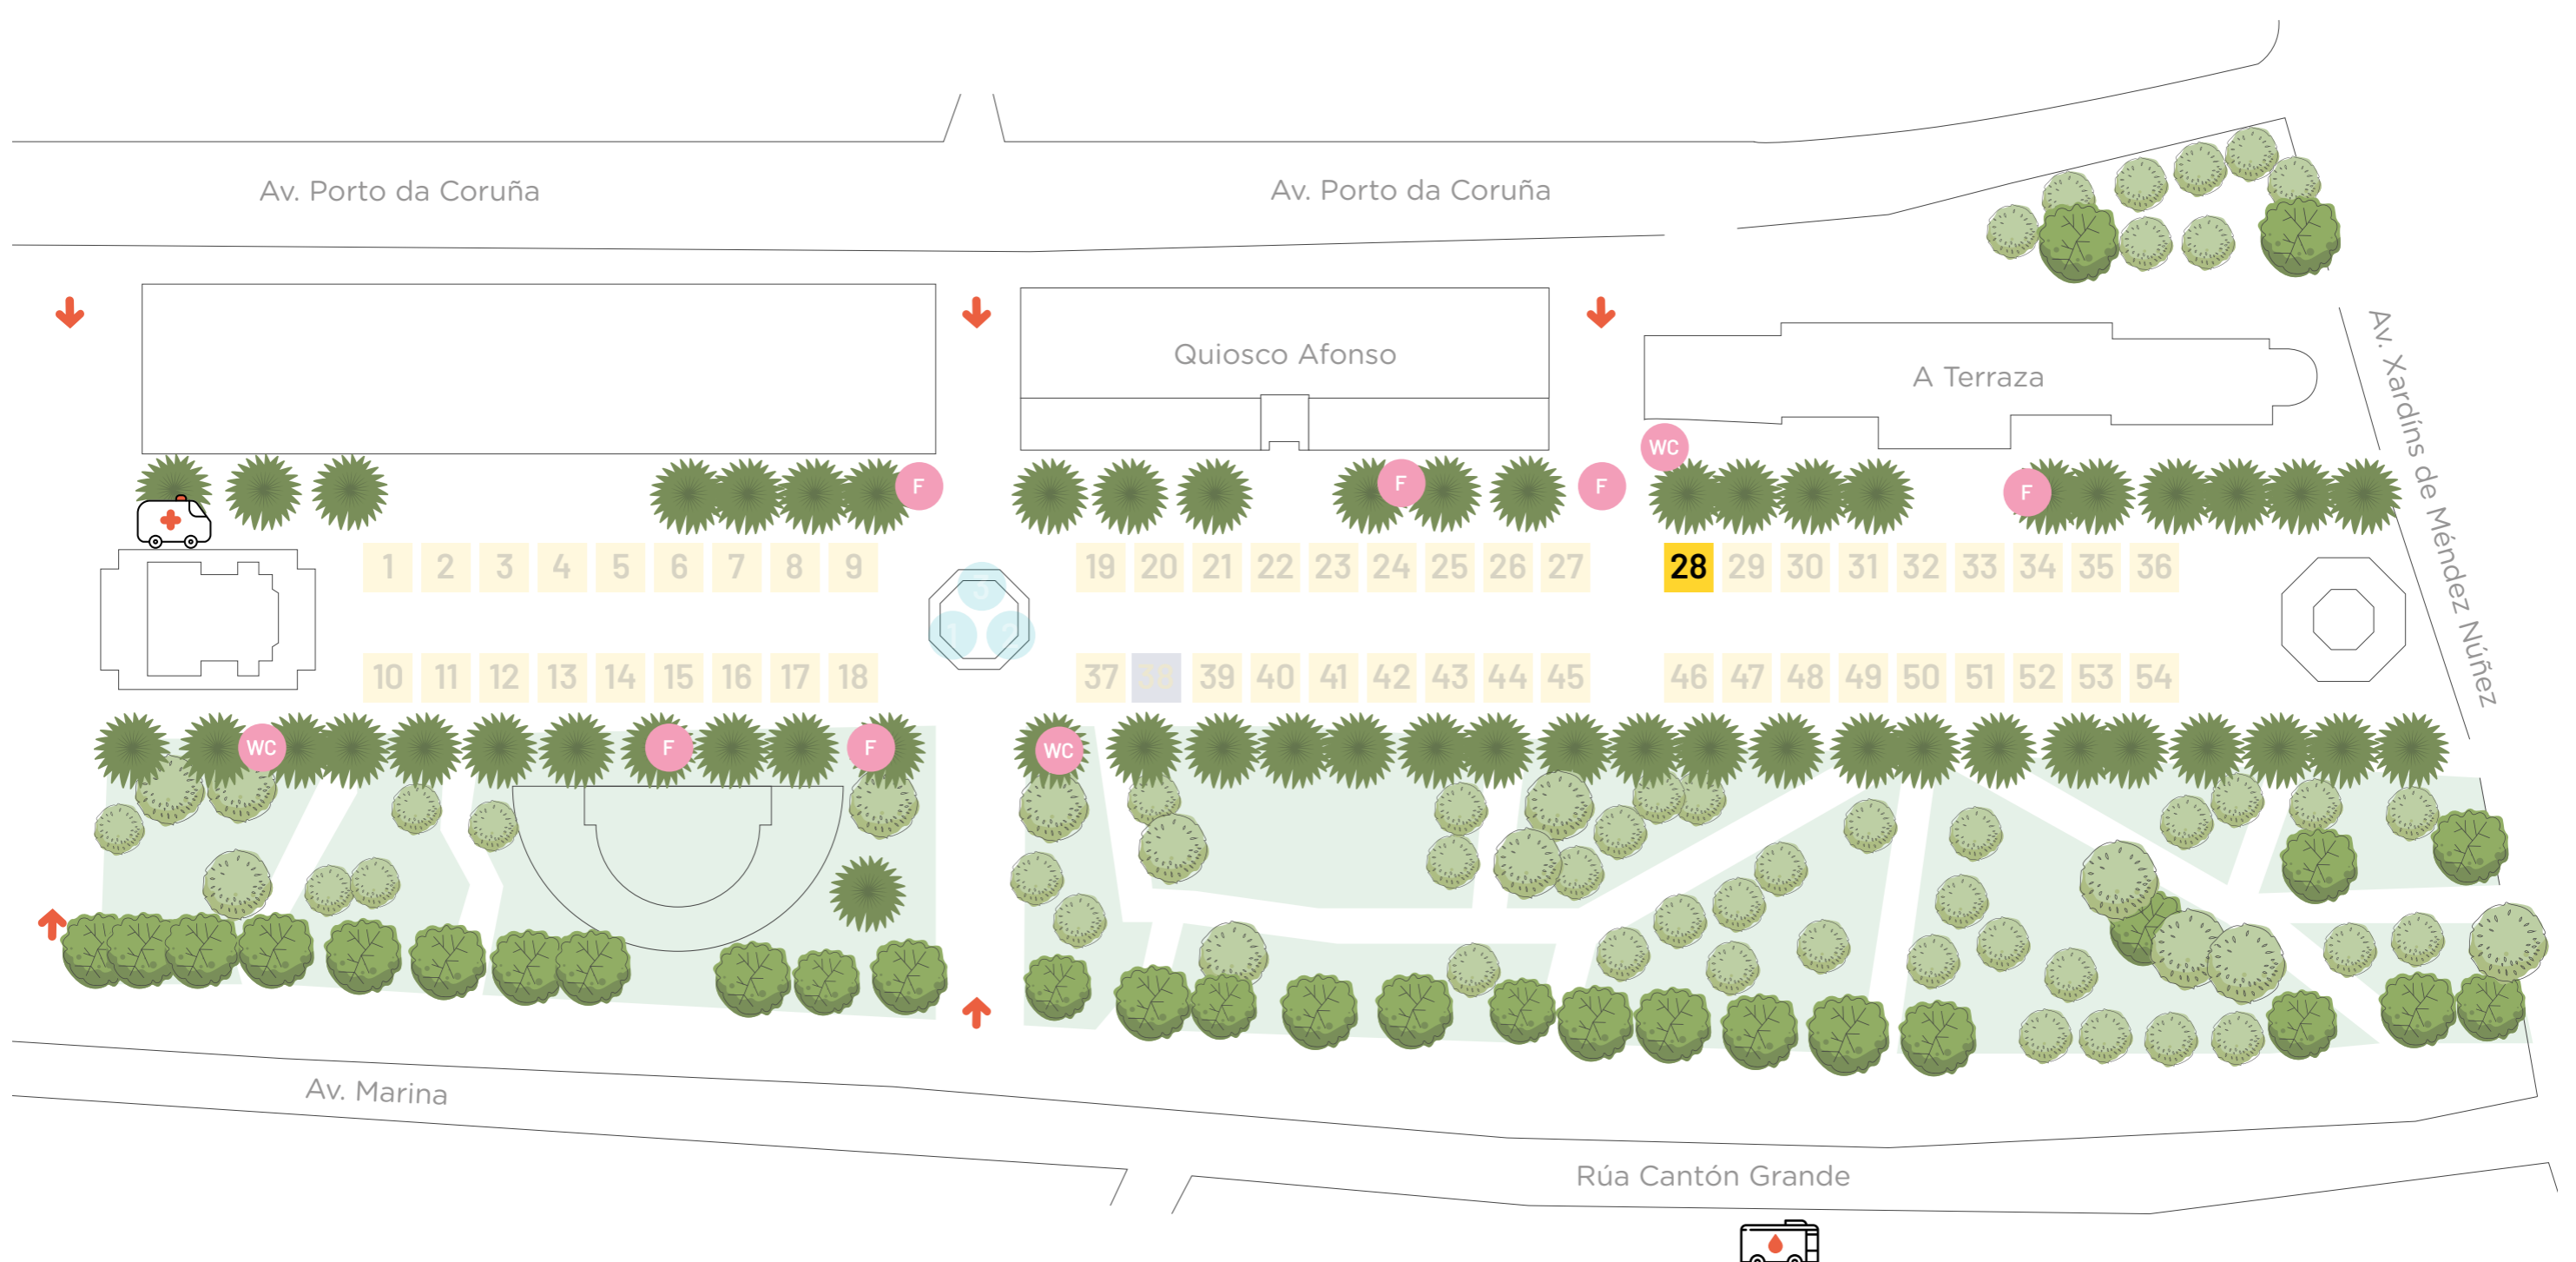 Av. Porto da Coruña
Av. Porto da Coruña
Quiosco Afonso
A Terraza
Av. Xardíns de Méndez Núñez
WC
F
F
F
F
1 2 3 4 5 6 7 8 9
19 20 21 22 23 24 25 26 27
28 29 30 31 32 33 34 35 36
3
1 2
10 11 12 13 14 15 16 17 18
37 38 39 40 41 42 43 44 45
46 47 48 49 50 51 52 53 54
WC
F
F
WC
Av. Marina
Rúa Cantón Grande